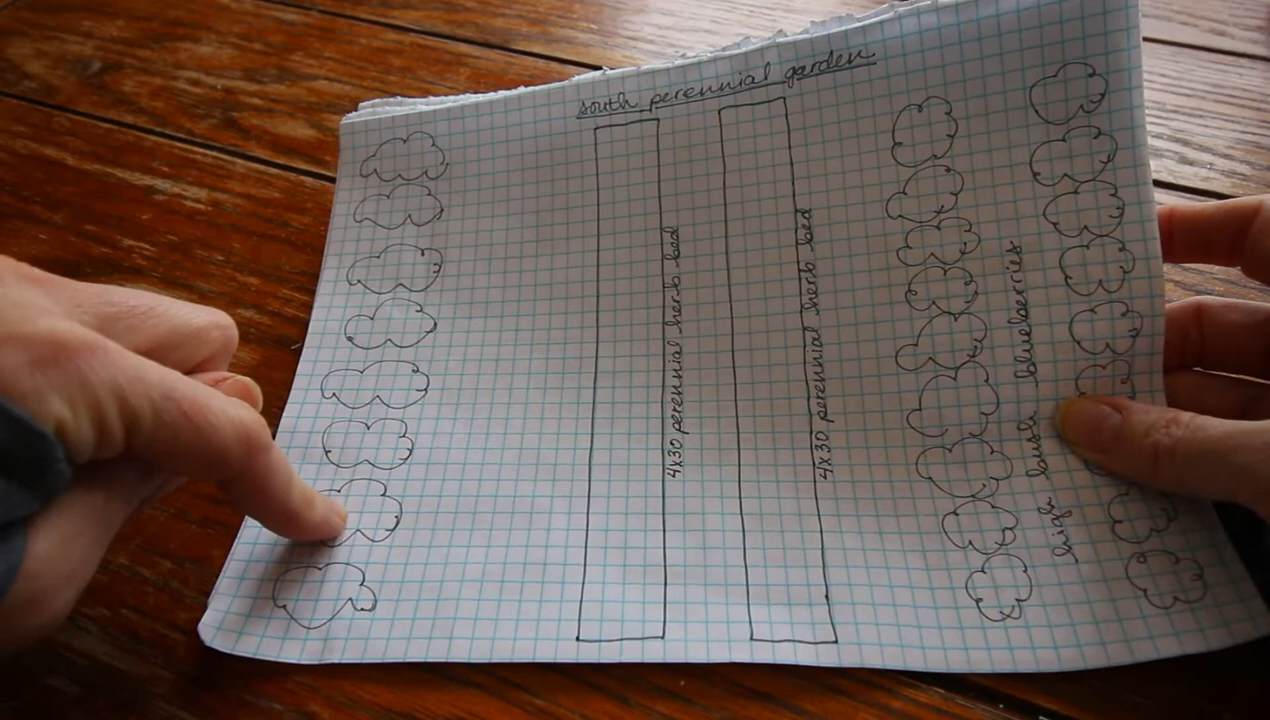 south perennial garden
4x30 perennial herb bed
4x30 perennial herb bed
high bush blueberries